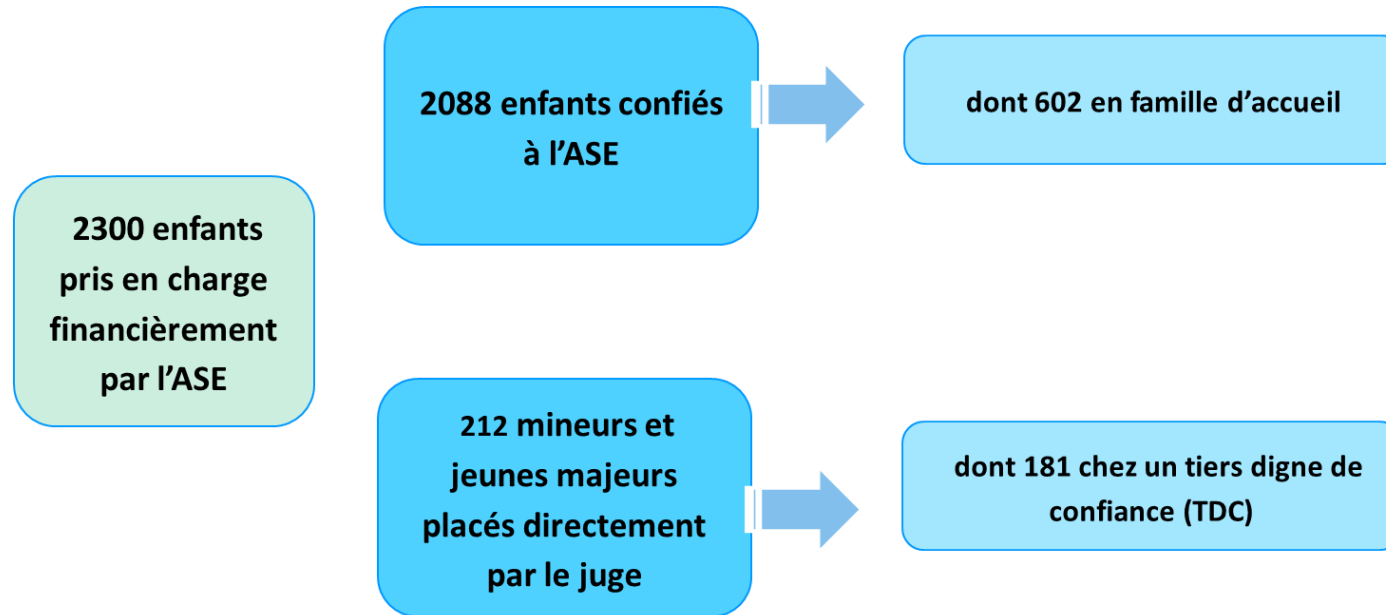 2300 enfants
pris en charge
financièrement
par l’ASE
2088 enfants confiés
à l’ASE
dont 602 en famille d’accueil
212 mineurs et
jeunes majeurs
placés directement
par le juge
dont 181 chez un tiers digne de
confiance (TDC)